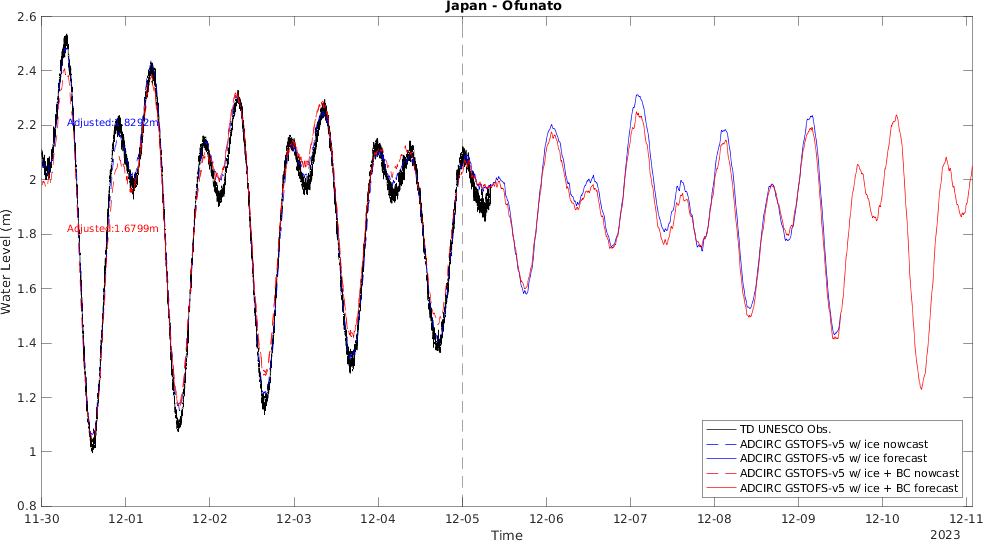 Japan - Ofunato
Water Level (m)
2.6
2.4
2.2
2
1.8
1.6
1.4
1.2
1
0.8
Adjusted:1.8292m
Adjusted:1.6799m
TD UNESCO Obs.
ADCIRC GSTOFS-v5 w/ ice nowcast
ADCIRC GSTOFS-v5 w/ ice forecast
ADCIRC GSTOFS-v5 w/ ice + BC nowcast
ADCIRC GSTOFS-v5 w/ ice + BC forecast
11-30 12-01 12-02 12-03 12-04 12-05 12-06 12-07 12-08 12-09 12-10 12-11
Time
2023